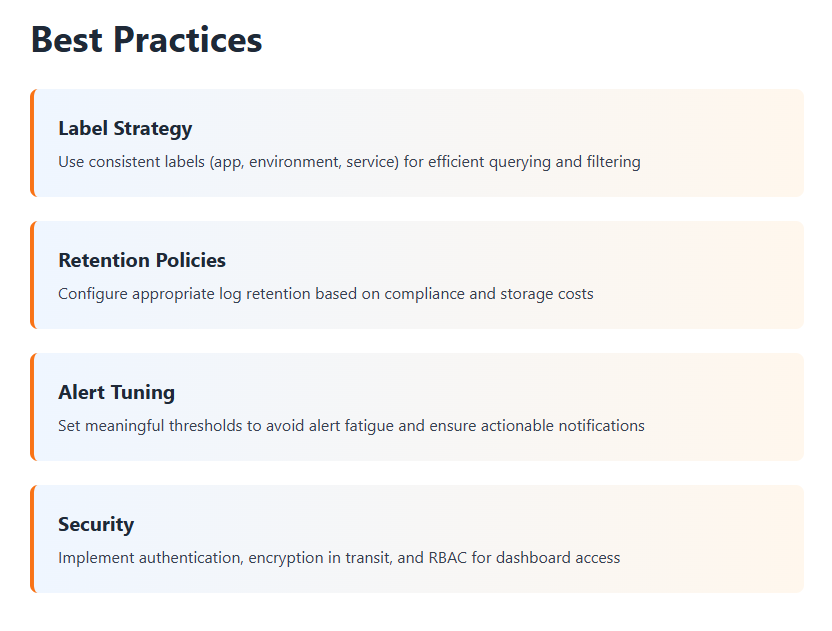 Best Practices
Label Strategy
Use consistent labels (app, environment, service) for efficient querying and filtering
Retention Policies
Configure appropriate log retention based on compliance and storage costs
Alert Tuning
Set meaningful thresholds to avoid alert fatigue and ensure actionable notifications
Security
Implement authentication, encryption in transit, and RBAC for dashboard access